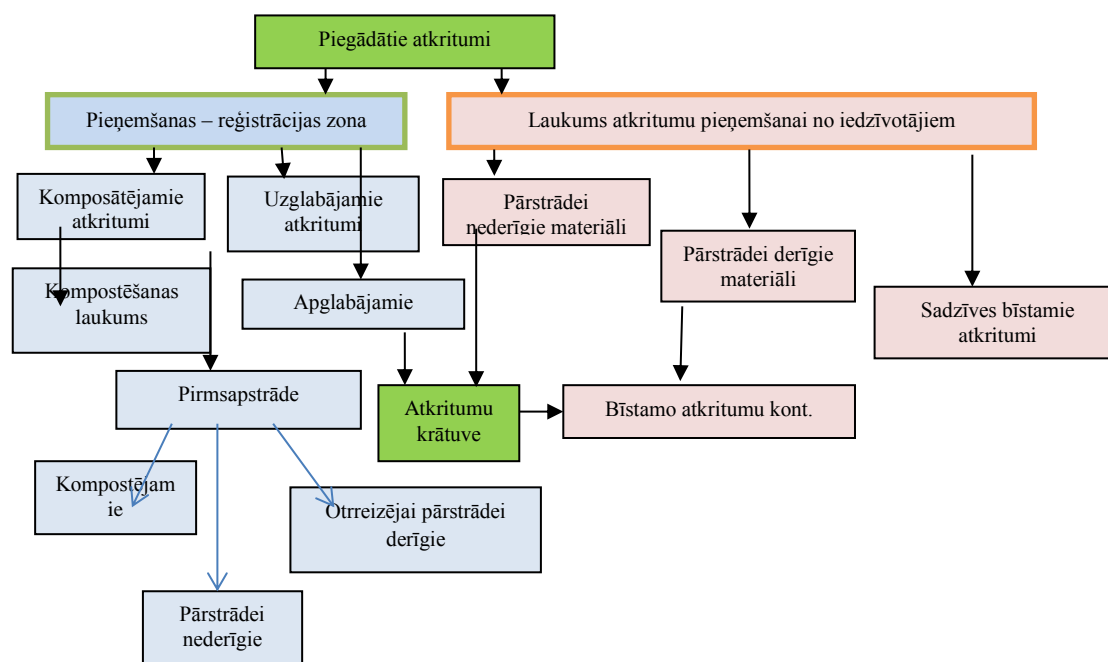 Piegādātie atkritumi
Pieņemšanas – reģistrācijas zona
Laukums atkritumu pieņemšanai no iedzīvotājiem
Komposātējamie
atkritumi
Uzglabājamie
atkritumi
Pārstrādei
nederīgie materiāli
Pārstrādei derīgie
materiāli
Kompostēšanas
laukums
Apglabājamie
Sadzīves bīstamie
atkritumi
Pirmsapstrāde
Atkritumu
krātuve
Bīstamo atkritumu kont.
Kompostējam
ie
Otrreizējai pārstrādei
derīgie
Pārstrādei
nederīgie